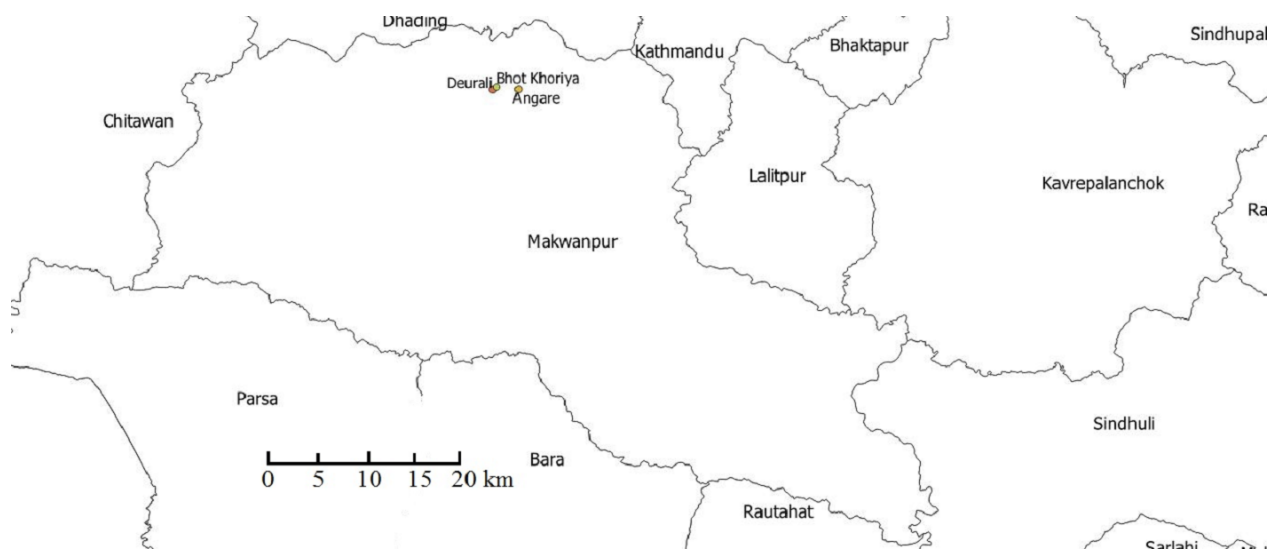 Dhading
Sindhupal
Kathmandu
Bhaktapur
Deurali
Bhot Khoriya
Angare
Chitawan
Lalitpur
Kavrepalanchok
Ra
Makwanpur
Parsa
Sindhuli
Bara
0 5 10 15 20 km
Rautahat
Sarlahi